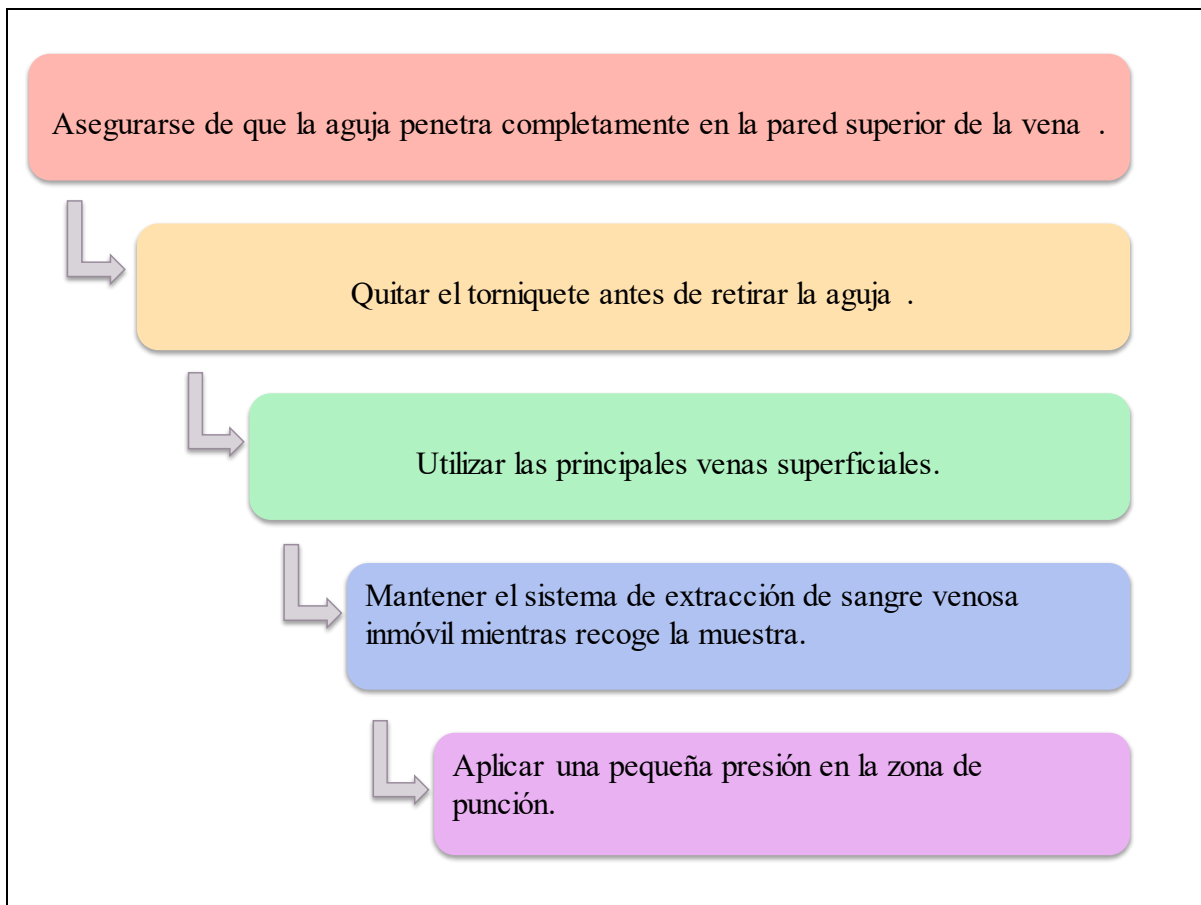 Asegurarse de que la aguja penetra completamente en la pared superior de la vena .
Quitar el torniquete antes de retirar la aguja .
Utilizar las principales venas superficiales.
Mantener el sistema de extracción de sangre venosa
inmóvil mientras recoge la muestra.
Aplicar una pequeña presión en la zona de
punción.